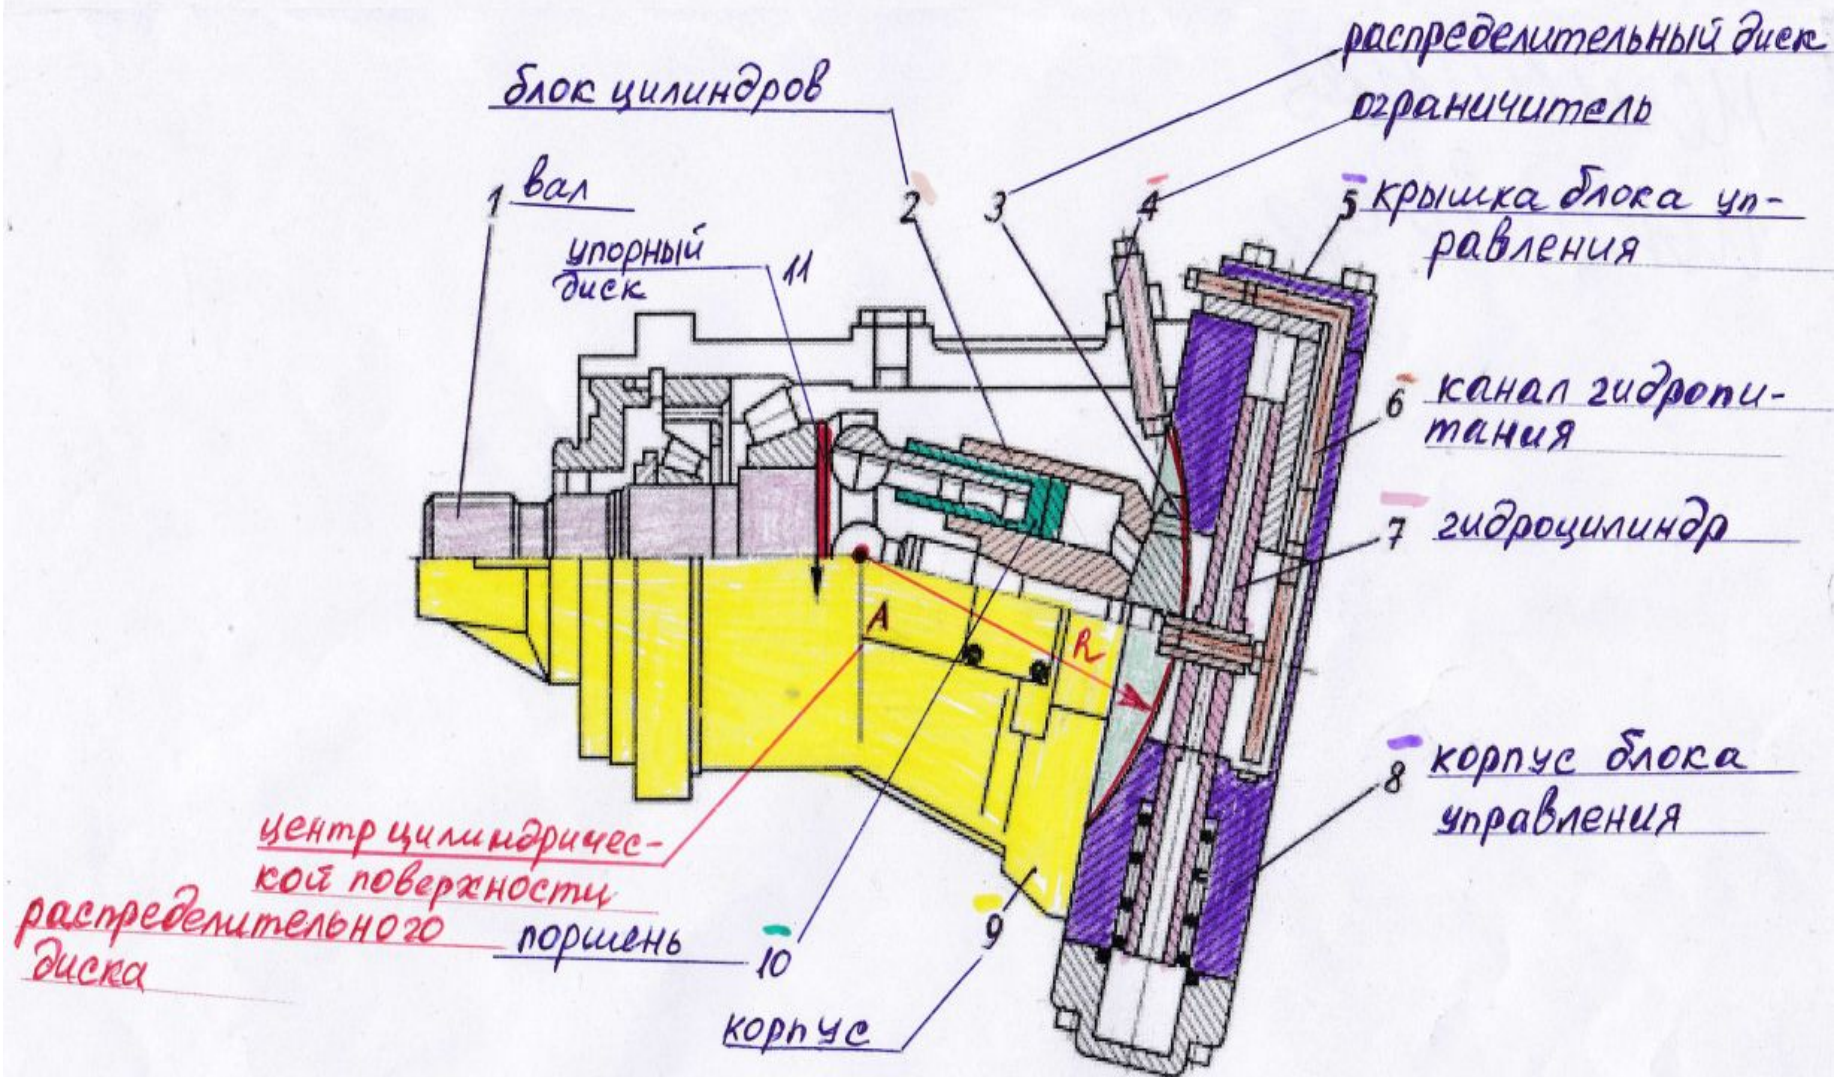 распределительный диск
блок цилиндров
ограничитель
1 вал
2
3
4
5 крышка блока уп-
равления
упорный
диск
11
6 канал гидропи-
тания
7 гидроцилиндр
A
R
8 корпус блока
управления
центр цилиндричес-
кой поверхности
распределительного
диска
поршень
10
9
корпус